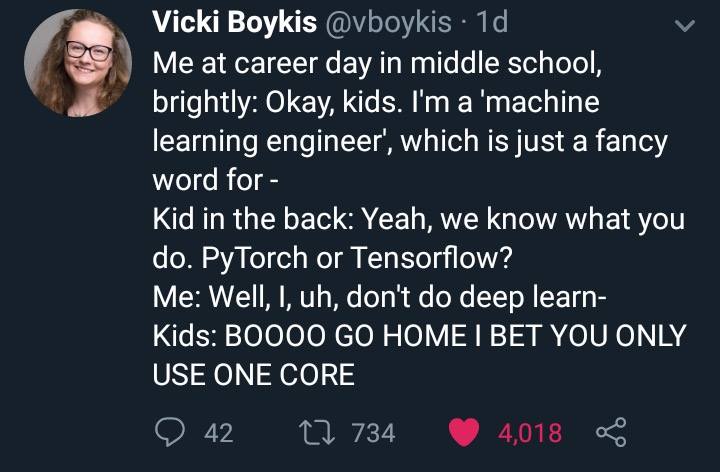 Vicki Boykis @vboykis · 1d
Me at career day in middle school,
brightly: Okay, kids. I'm a 'machine
learning engineer', which is just a fancy
word for -
Kid in the back: Yeah, we know what you
do. PyTorch or Tensorflow?
Me: Well, I, uh, don't do deep learn-
Kids: BOOOO GO HOME I BET YOU ONLY
USE ONE CORE
42 734 4,018